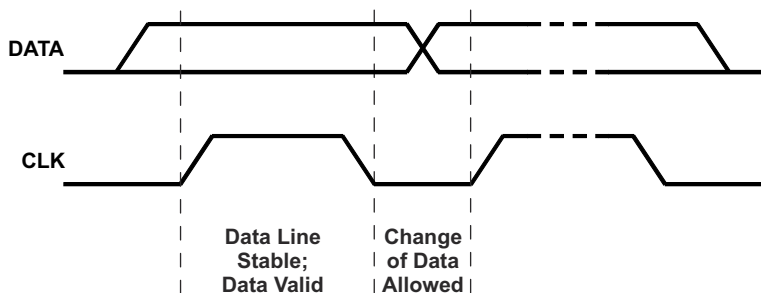 DATA
CLK
Data Line
Stable;
Data Valid
Change
of Data
Allowed